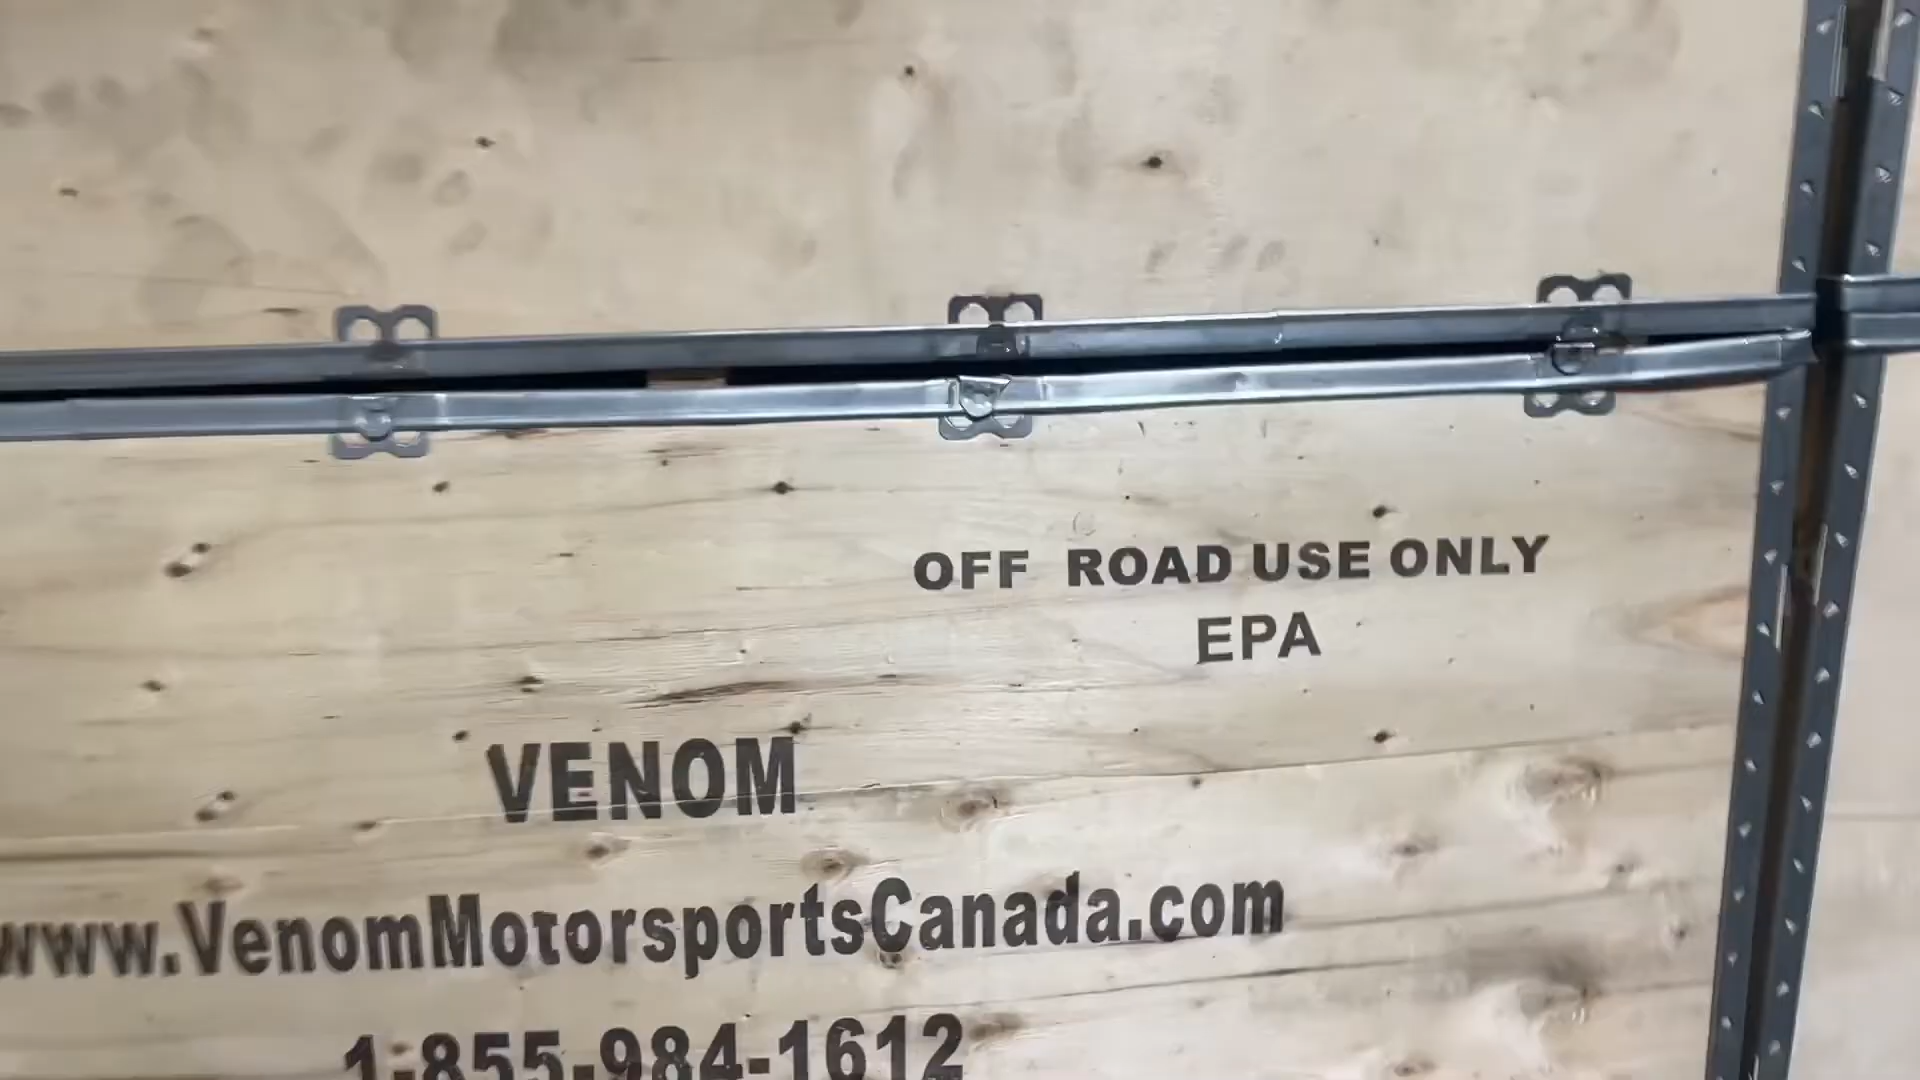 OFF ROAD USE ONLY
EPA
VENOM
www.VenomMotorsportsCanada.com
1-855-984-1612